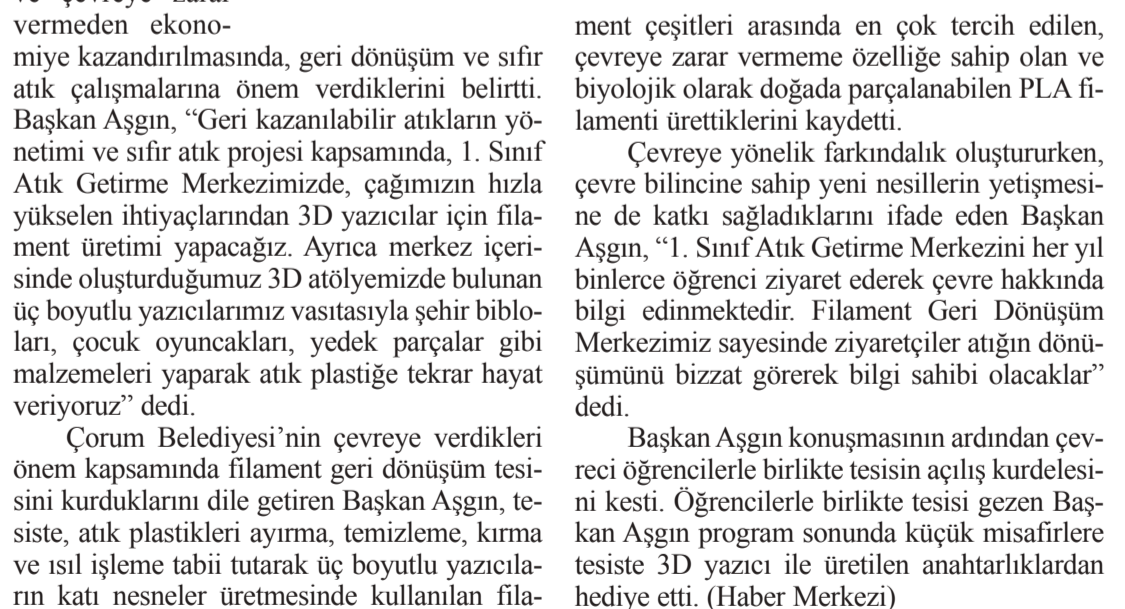 vermeden ekono-
miye kazandırılmasında, geri dönüşüm ve sıfır
atık çalışmalarına önem verdiklerini belirtti.
Başkan Aşgın, “Geri kazanılabilir atıkların yö-
netimi ve sıfır atık projesi kapsamında, 1. Sınıf
Atık Getirme Merkezimizde, çağımızın hızla
yükselen ihtiyaçlarından 3D yazıcılar için fila-
ment üretimi yapacağız. Ayrıca merkez içeri-
sinde oluşturduğumuz 3D atölyemizde bulunan
üç boyutlu yazıcılarımız vasıtasıyla şehir biblo-
ları, çocuk oyuncakları, yedek parçalar gibi
malzemeleri yaparak atık plastiğe tekrar hayat
veriyoruz” dedi.
Çorum Belediyesi’nin çevreye verdikleri
önem kapsamında filament geri dönüşüm tesi-
sini kurduklarını dile getiren Başkan Aşgın, te-
siste, atık plastikleri ayırma, temizleme, kırma
ve ısıl işleme tabii tutarak üç boyutlu yazıcıla-
rın katı nesneler üretmesinde kullanılan fila-
ment çeşitleri arasında en çok tercih edilen,
çevreye zarar vermeme özelliğe sahip olan ve
biyolojik olarak doğada parçalanabilen PLA fi-
lamenti ürettiklerini kaydetti.
Çevreye yönelik farkındalık oluştururken,
çevre bilincine sahip yeni nesillerin yetişmesi-
ne de katkı sağladıklarını ifade eden Başkan
Aşgın, “1. Sınıf Atık Getirme Merkezini her yıl
binlerce öğrenci ziyaret ederek çevre hakkında
bilgi edinmektedir. Filament Geri Dönüşüm
Merkezimiz sayesinde ziyaretçiler atığın dönü-
şümünü bizzat görerek bilgi sahibi olacaklar”
dedi.
Başkan Aşgın konuşmasının ardından çev-
reci öğrencilerle birlikte tesisin açılış kurdelesi-
ni kesti. Öğrencilerle birlikte tesisi gezen Baş-
kan Aşgın program sonunda küçük misafirlere
tesiste 3D yazıcı ile üretilen anahtarlıklardan
hediye etti. (Haber Merkezi)